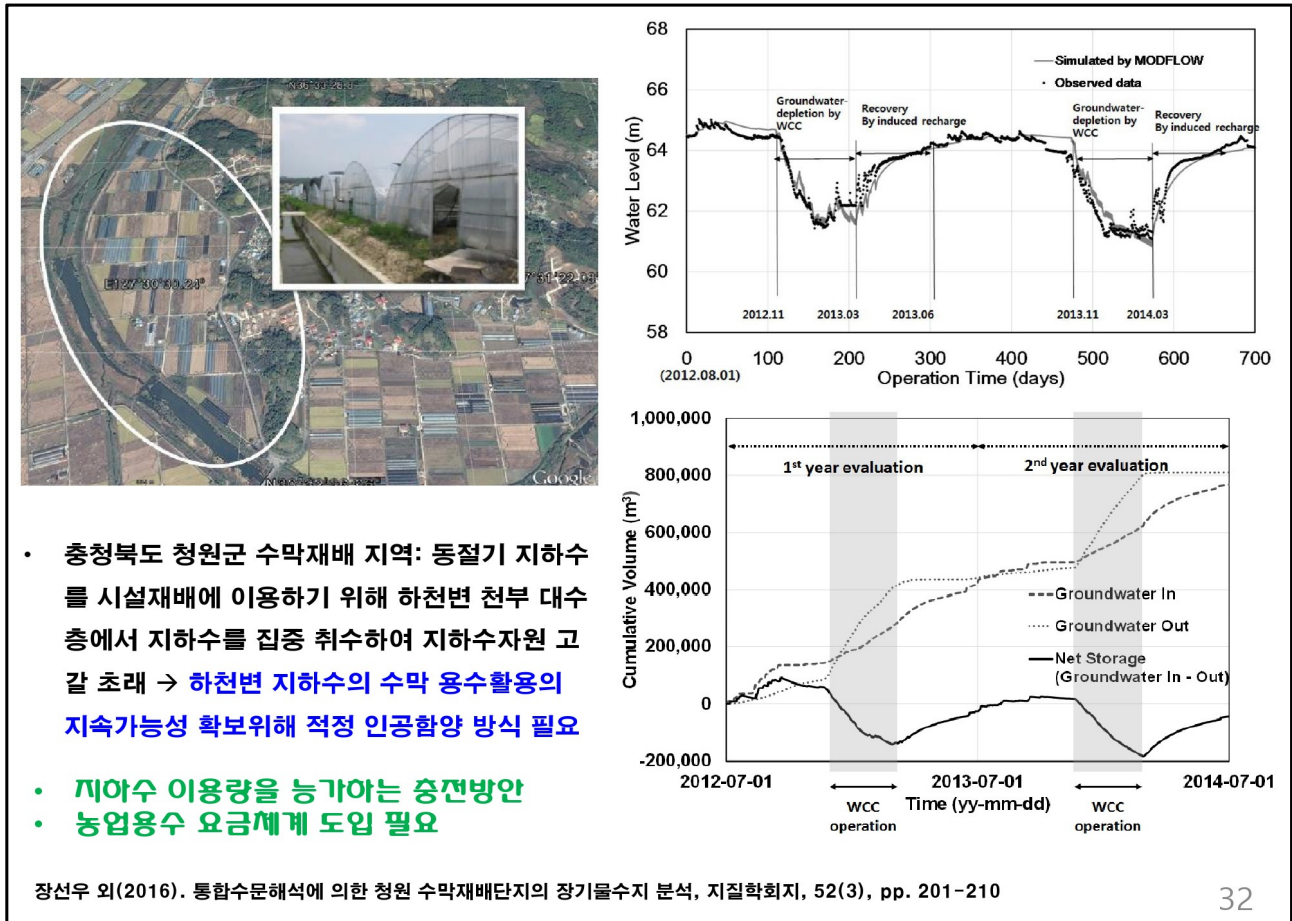 N36°35'28.8"
E127°30'30.24"
7°31'22.08"
Google
• 충청북도 청원군 수막재배 지역: 동절기 지하수
를 시설재배에 이용하기 위해 하천변 천부 대수
층에서 지하수를 집중 취수하여 지하수자원 고
갈 초래 → 하천변 지하수의 수막 용수활용의
지속가능성 확보위해 적정 인공함양 방식 필요
• 지하수 이용량을 능가하는 충전방안
• 농업용수 요금체계 도입 필요
68
66
64
62
60
58
Water Level (m)
Simulated by MODFLOW
Observed data
Groundwater-
depletion by
WCC
Recovery
By induced recharge
Groundwater-
depletion by
WCC
Recovery
By induced recharge
2012.11 2013.03 2013.06 2013.11 2014.03
0 100 200 300 400 500 600 700
(2012.08.01)
Operation Time (days)
1,000,000
800,000
600,000
400,000
200,000
0
-200,000
Cumulative Volume (m³)
1st year evaluation
2nd year evaluation
Groundwater In
Groundwater Out
Net Storage
(Groundwater In - Out)
2012-07-01 2013-07-01 2014-07-01
Time (yy-mm-dd)
WCC
operation
WCC
operation
장선우 외(2016). 통합수문해석에 의한 청원 수막재배단지의 장기물수지 분석, 지질학회지, 52(3), pp. 201-210
32